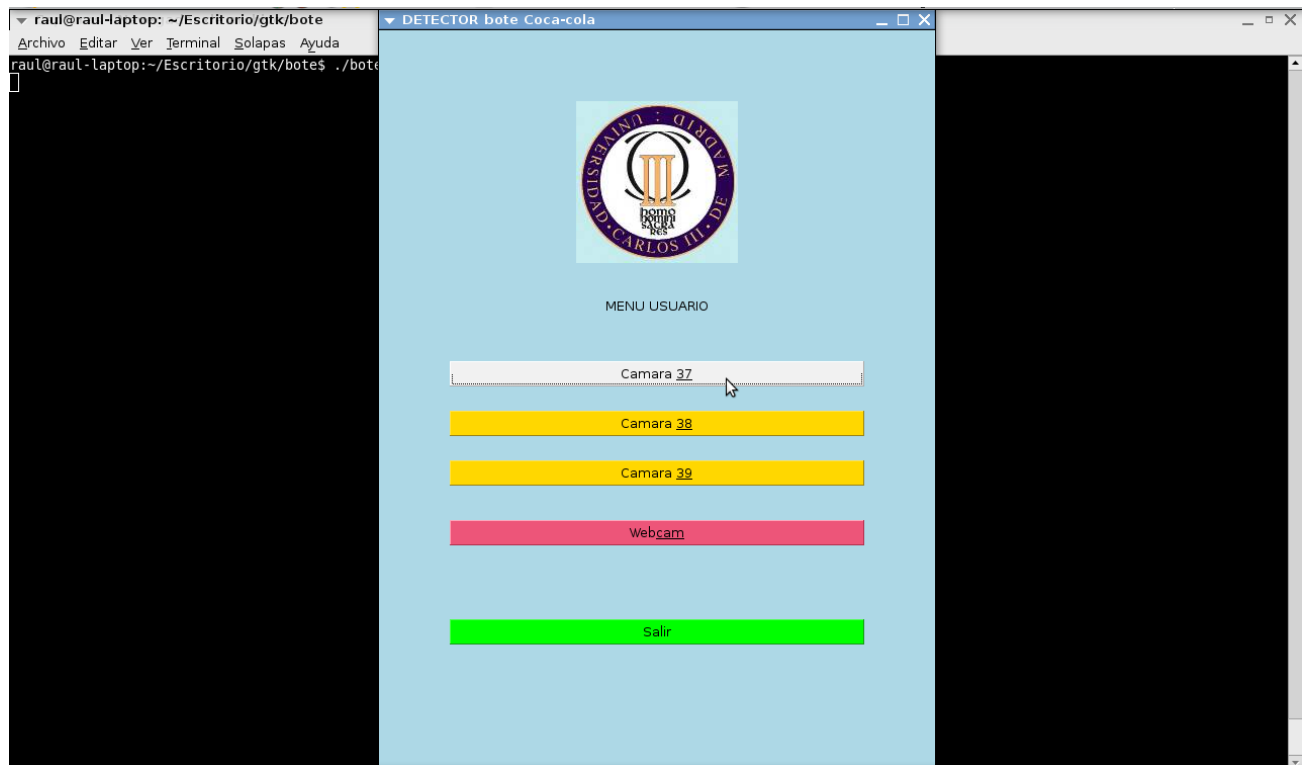 raul@raul-laptop: ~/Escritorio/gtk/bote
Archivo Editar Ver Terminal Solapas Ayuda
raul@raul-laptop:~/Escritorio/gtk/bote$ ./bote
DETECTOR bote Coca-cola
UNIVERSIDAD · CARLOS III · DE MADRID :
homo
homini
SACRA
RES
MENU USUARIO
Camara 37
Camara 38
Camara 39
Webcam
Salir